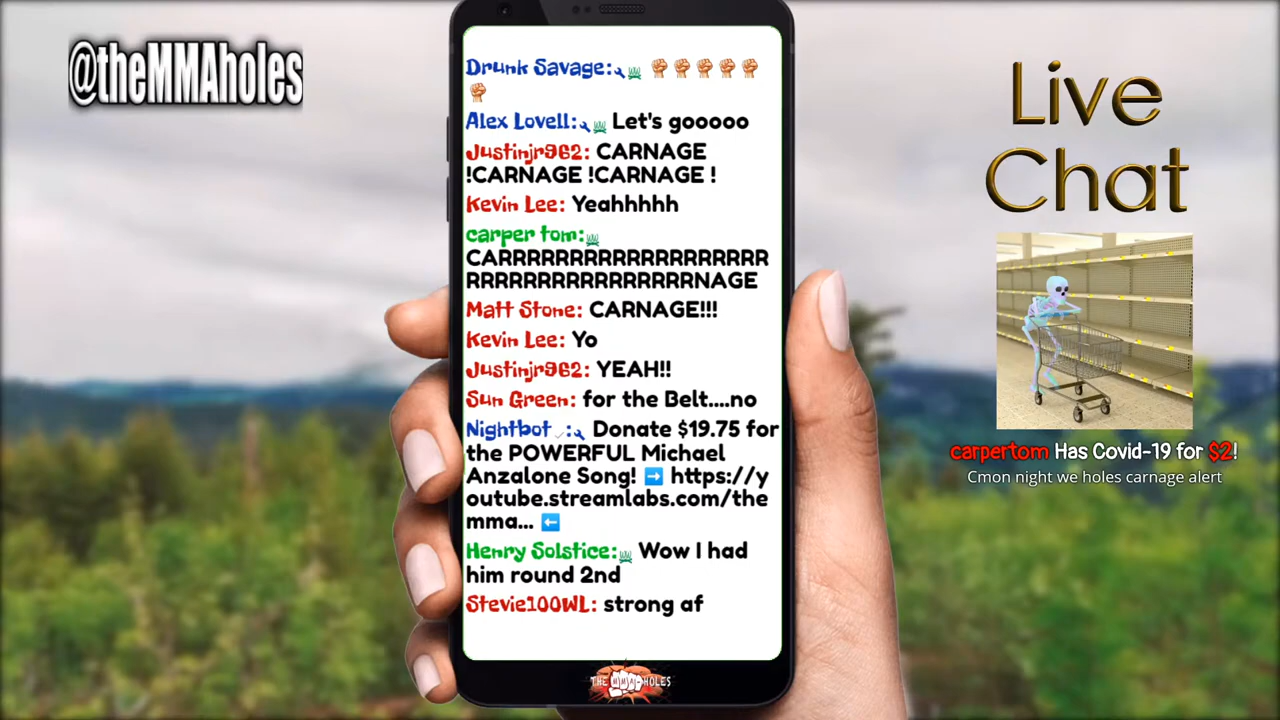 @theMMAholes
Drunk Savage: ✊✊✊✊✊
✊
Alex Lovell: Let's gooooo
Justinjr962: CARNAGE
!CARNAGE !CARNAGE !
Kevin Lee: Yeahhhhh
carper tom:
CARRRRRRRRRRRRRRRRRRR
RRRRRRRRRRRRRRRRNAGE
Matt Stone: CARNAGE!!!
Kevin Lee: Yo
Justinjr962: YEAH!!
Sun Green: for the Belt....no
Nightbot✓: Donate $19.75 for
the POWERFUL Michael
Anzalone Song! ➡️ https://y
outube.streamlabs.com/the
mma... ⬅️
Henry Solstice: Wow I had
him round 2nd
Stevie100WL: strong af
THE MMA-HOLES
Live
Chat
carpertom Has Covid-19 for $2!
Cmon night we holes carnage alert